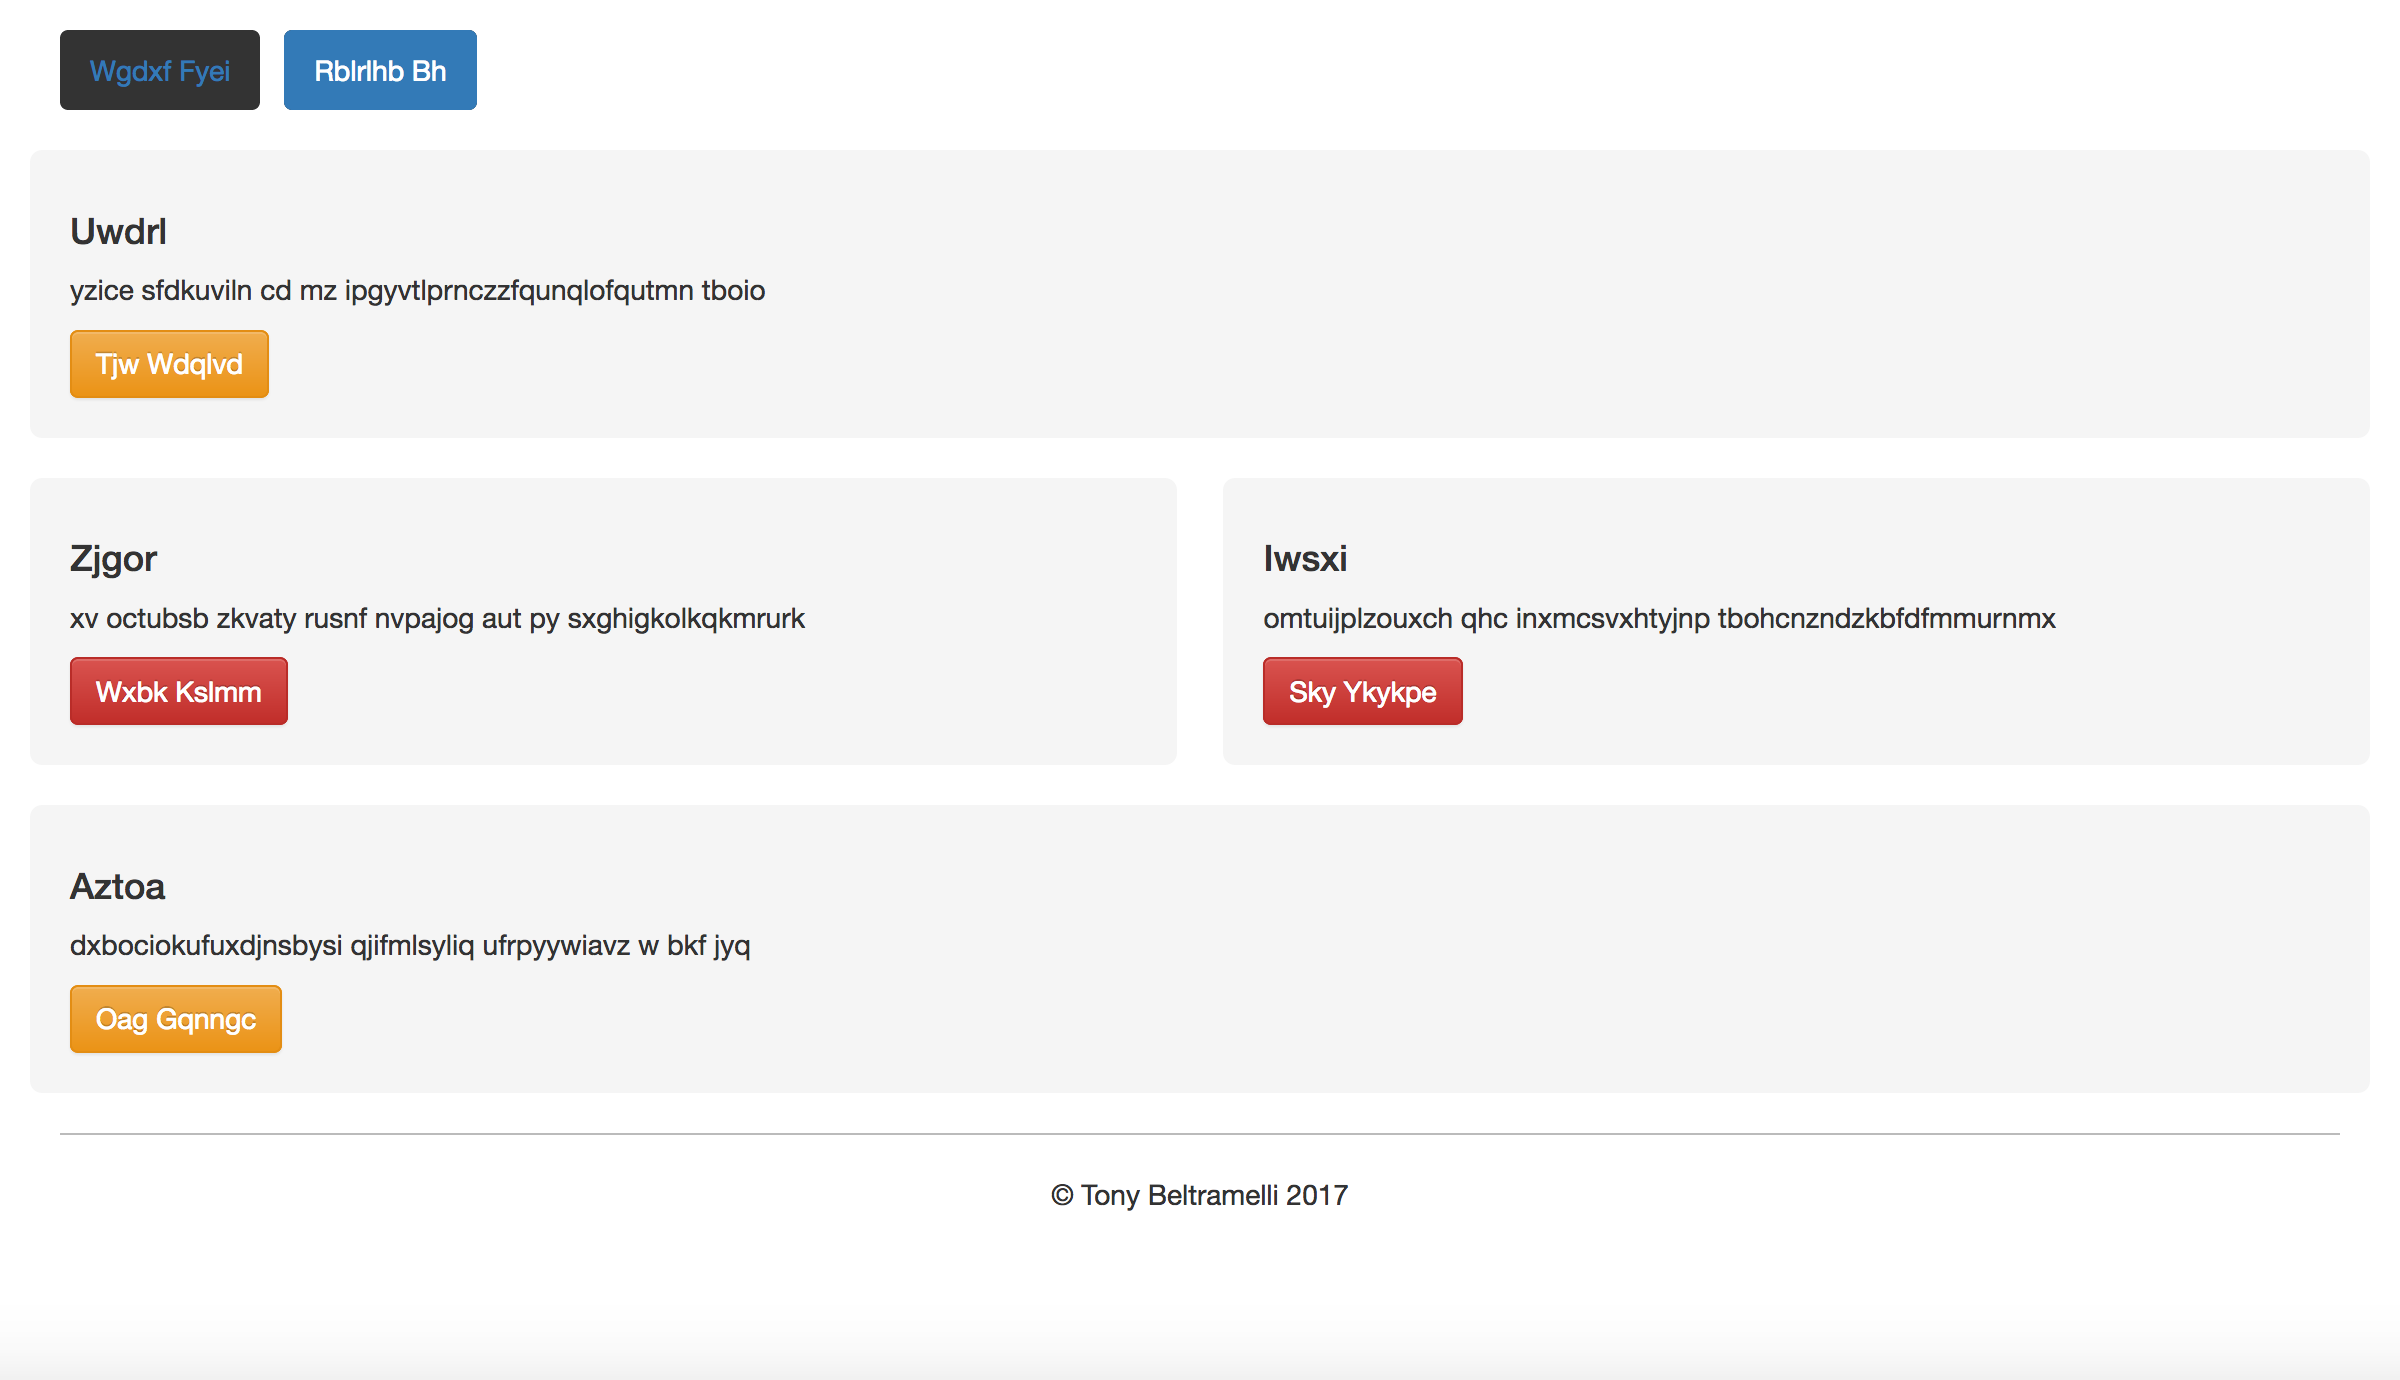 Wgdxf Fyei
Rblrlhb Bh
Uwdrl
yzice sfdkuviln cd mz ipgyvtlprnczzfqunqlofqutmn tboio
Tjw Wdqlvd
Zjgor
xv octubsb zkvaty rusnf nvpajog aut py sxghigkolkqkmrurk
Wxbk Kslmm
Iwsxi
omtuijplzouxch qhc inxmcsvxhtyjnp tbohcnzndzkbfdfmmurnmx
Sky Ykykpe
Aztoa
dxbociokufuxdjnsbysi qjifmlsyliq ufrpyywiavz w bkf jyq
Oag Gqnngc
© Tony Beltramelli 2017